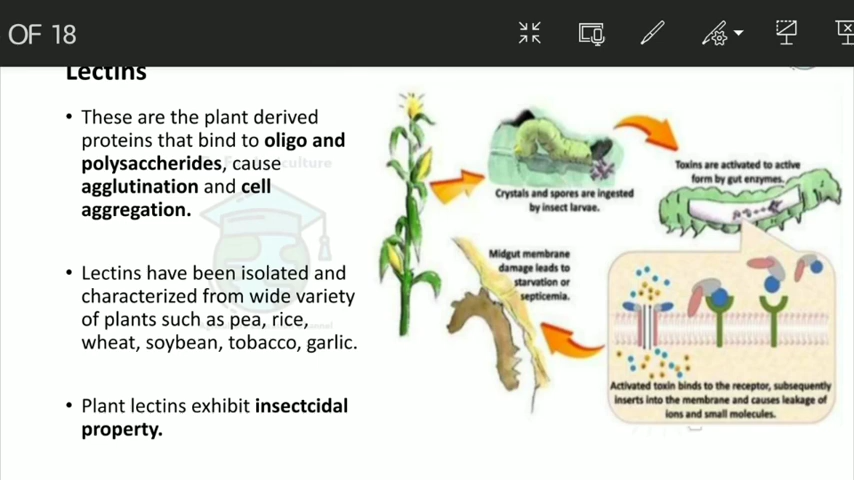 OF 18
Lectins
• These are the plant derived
proteins that bind to oligo and
polysaccherides, cause
agglutination and cell
aggregation.
• Lectins have been isolated and
characterized from wide variety
of plants such as pea, rice,
wheat, soybean, tobacco, garlic.
• Plant lectins exhibit insectcidal
property.
Crystals and spores are ingested
by insect larvae.
Toxins are activated to active
form by gut enzymes.
Midgut membrane
damage leads to
starvation or
septicemia.
Activated toxin binds to the receptor, subsequently
inserts into the membrane and causes leakage of
ions and small molecules.